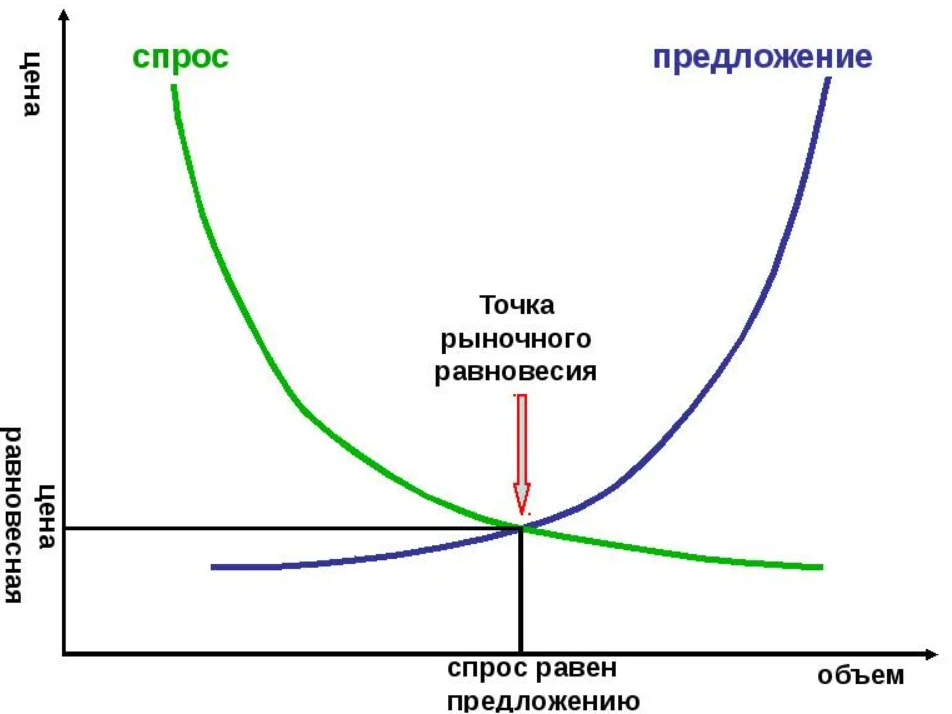 спрос
предложение
цена
Точка
рыночного
равновесия
цена
равновесная
спрос равен
предложению
объем